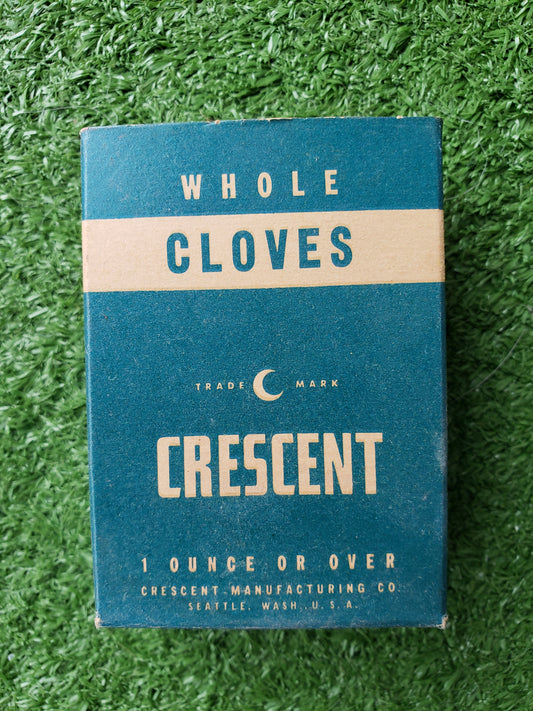 WHOLE
CLOVES
TRADE MARK
CRESCENT
1 OUNCE OR OVER
CRESCENT MANUFACTURING CO.
SEATTLE, WASH., U.S.A.